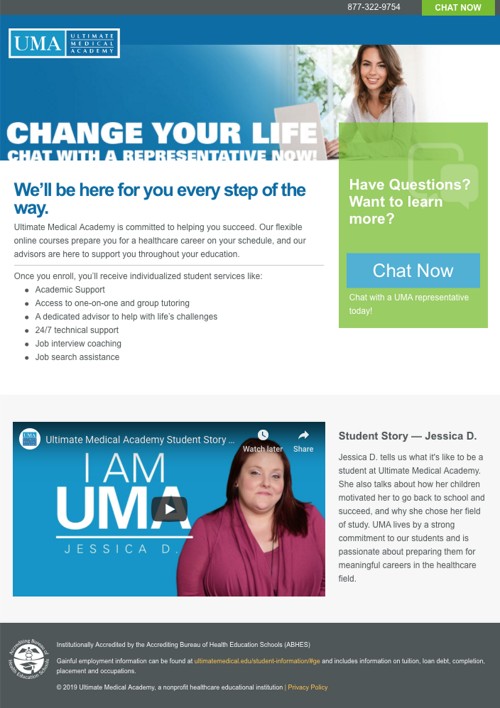 877-322-9754
CHAT NOW
UMA ULTIMATE MEDICAL ACADEMY
CHANGE YOUR LIFE
CHAT WITH A REPRESENTATIVE NOW!
We'll be here for you every step of the
way.
Ultimate Medical Academy is committed to helping you succeed. Our flexible
online courses prepare you for a healthcare career on your schedule, and our
advisors are here to support you throughout your education.
Once you enroll, you'll receive individualized student services like:
● Academic Support
● Access to one-on-one and group tutoring
● A dedicated advisor to help with life's challenges
● 24/7 technical support
● Job interview coaching
● Job search assistance
Have Questions?
Want to learn
more?
Chat Now
Chat with a UMA representative
today!
Ultimate Medical Academy Student Story ...
Watch later
Share
I AM
UMA
JESSICA D.
Student Story — Jessica D.
Jessica D. tells us what it's like to be a
student at Ultimate Medical Academy.
She also talks about how her children
motivated her to go back to school and
succeed, and why she chose her field
of study. UMA lives by a strong
commitment to our students and is
passionate about preparing them for
meaningful careers in the healthcare
field.
Accrediting Bureau of Health Education Schools
Institutionally Accredited by the Accrediting Bureau of Health Education Schools (ABHES)
Gainful employment information can be found at ultimatemedical.edu/student-information/#ge and includes information on tuition, loan debt, completion,
placement and occupations.
© 2019 Ultimate Medical Academy, a nonprofit healthcare educational institution | Privacy Policy